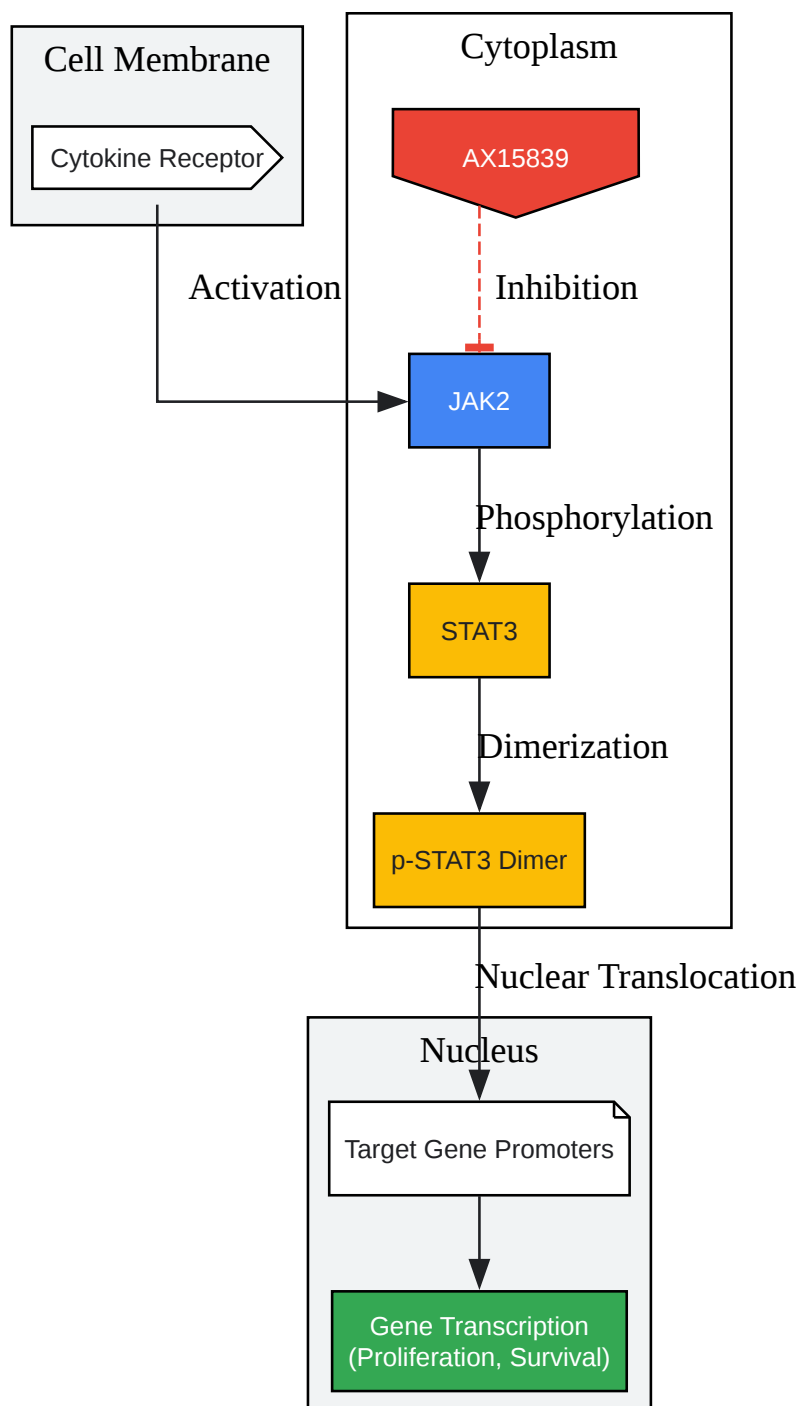 Cell Membrane
Cytokine Receptor
Cytoplasm
AX15839
Activation
Inhibition
JAK2
Phosphorylation
STAT3
Dimerization
p-STAT3 Dimer
Nuclear Translocation
Nucleus
Target Gene Promoters
Gene Transcription
(Proliferation, Survival)